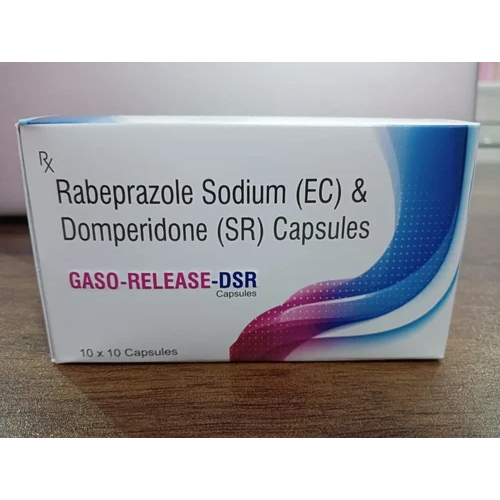 Rx
Rabeprazole Sodium (EC) &
Domperidone (SR) Capsules
GASO-RELEASE-DSR
Capsules
10 x 10 Capsules